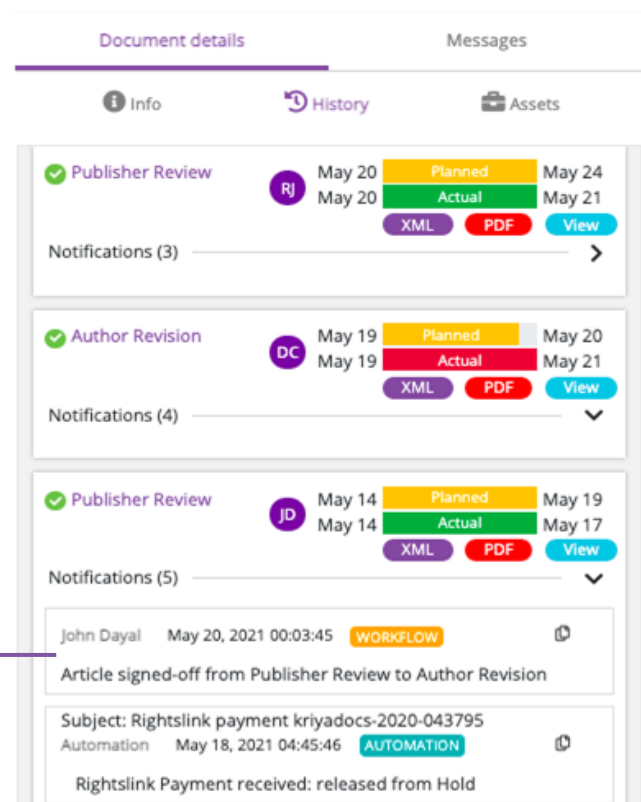 Document details Messages
Info History Assets
Publisher Review RJ May 20 Planned May 24
May 20 Actual May 21
XML PDF View
Notifications (3)
Author Revision DC May 19 Planned May 20
May 19 Actual May 21
XML PDF View
Notifications (4)
Publisher Review JD May 14 Planned May 19
May 14 Actual May 17
XML PDF View
Notifications (5)
John Dayal May 20, 2021 00:03:45 WORKFLOW
Article signed-off from Publisher Review to Author Revision
Subject: Rightslink payment kriyadocs-2020-043795
Automation May 18, 2021 04:45:46 AUTOMATION
Rightslink Payment received: released from Hold